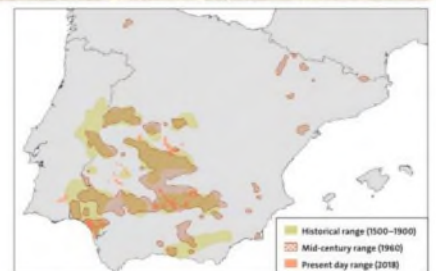 Historical range (1500–1900)
Mid-century range (1960)
Present day range (2018)